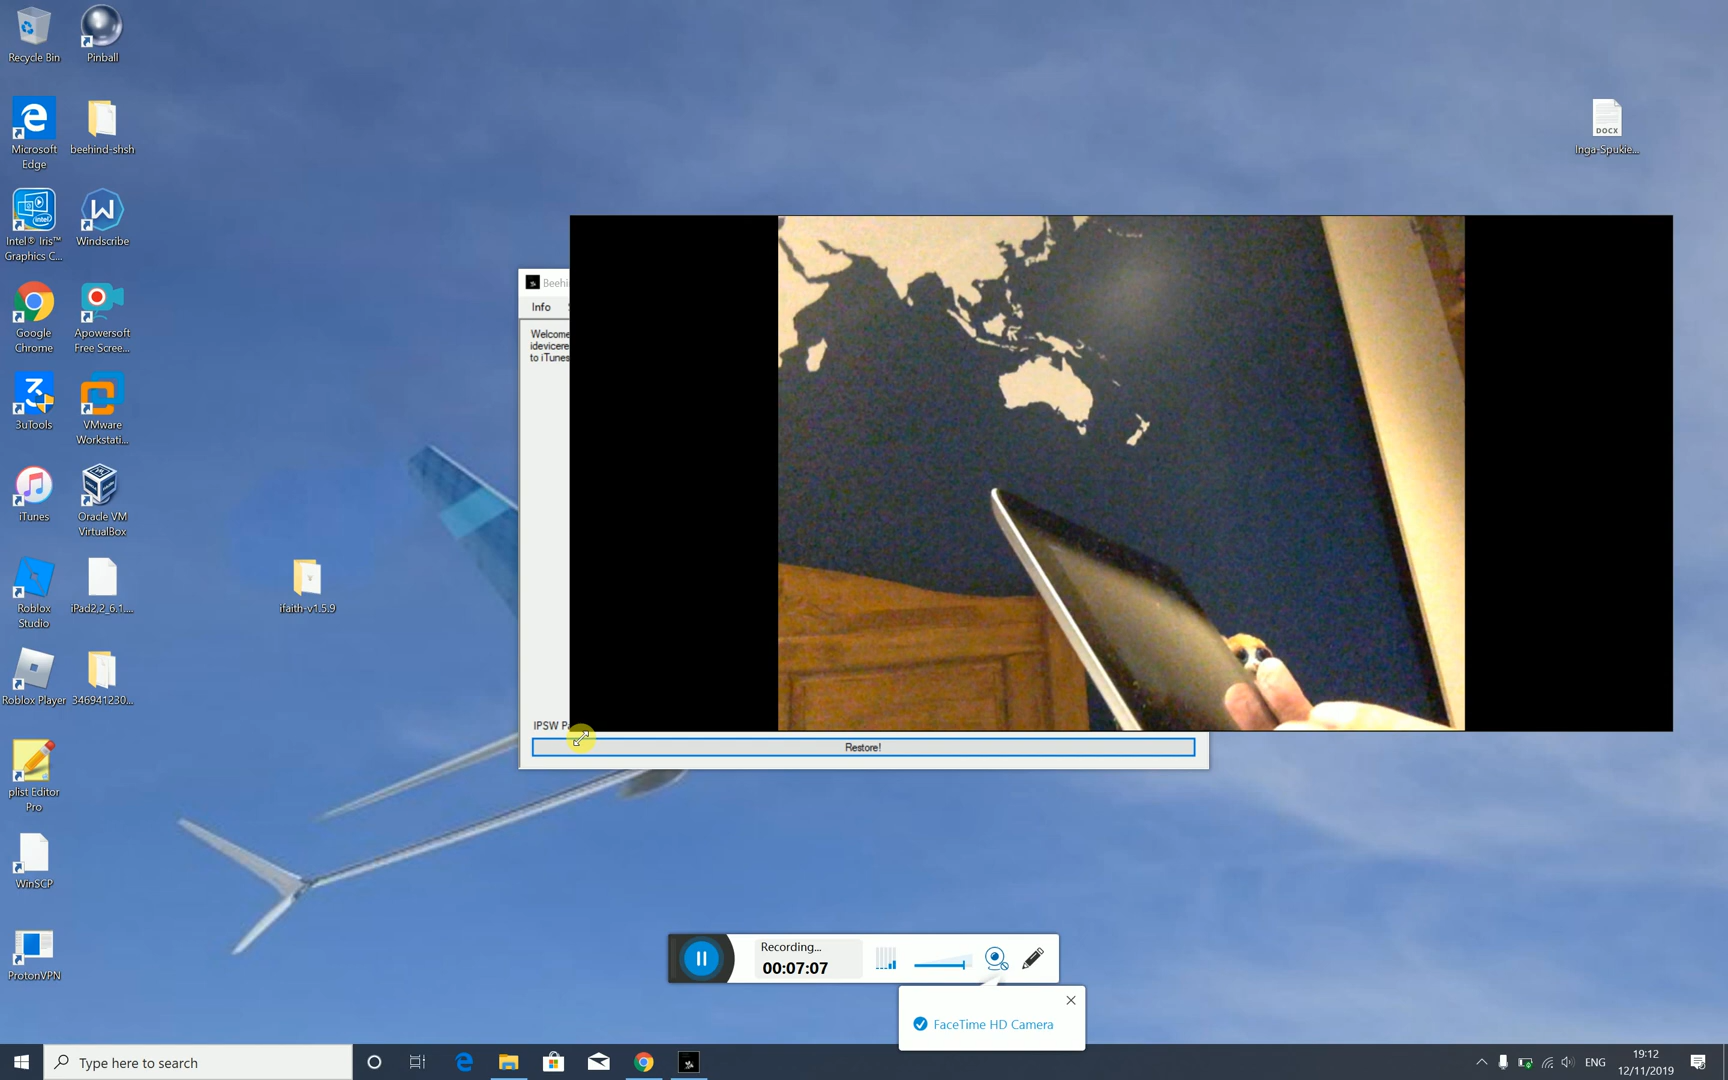 Recycle Bin
Pinball
Microsoft
Edge
beehind-shsh
DOCX
Inga-Spukie...
Intel® Iris™
Graphics C...
Windscribe
Google
Chrome
Apowersoft
Free Scree...
3uTools
VMware
Workstati...
iTunes
Oracle VM
VirtualBox
Roblox
Studio
iPad2,2_6.1....
ifaith-v1.5.9
Roblox Player
346941230...
plist Editor
Pro
WinSCP
ProtonVPN
Info
Welcome
to iTunes
IPSW
Restore!
Recording...
00:07:07
FaceTime HD Camera
Type here to search
ENG
19:12
12/11/2019